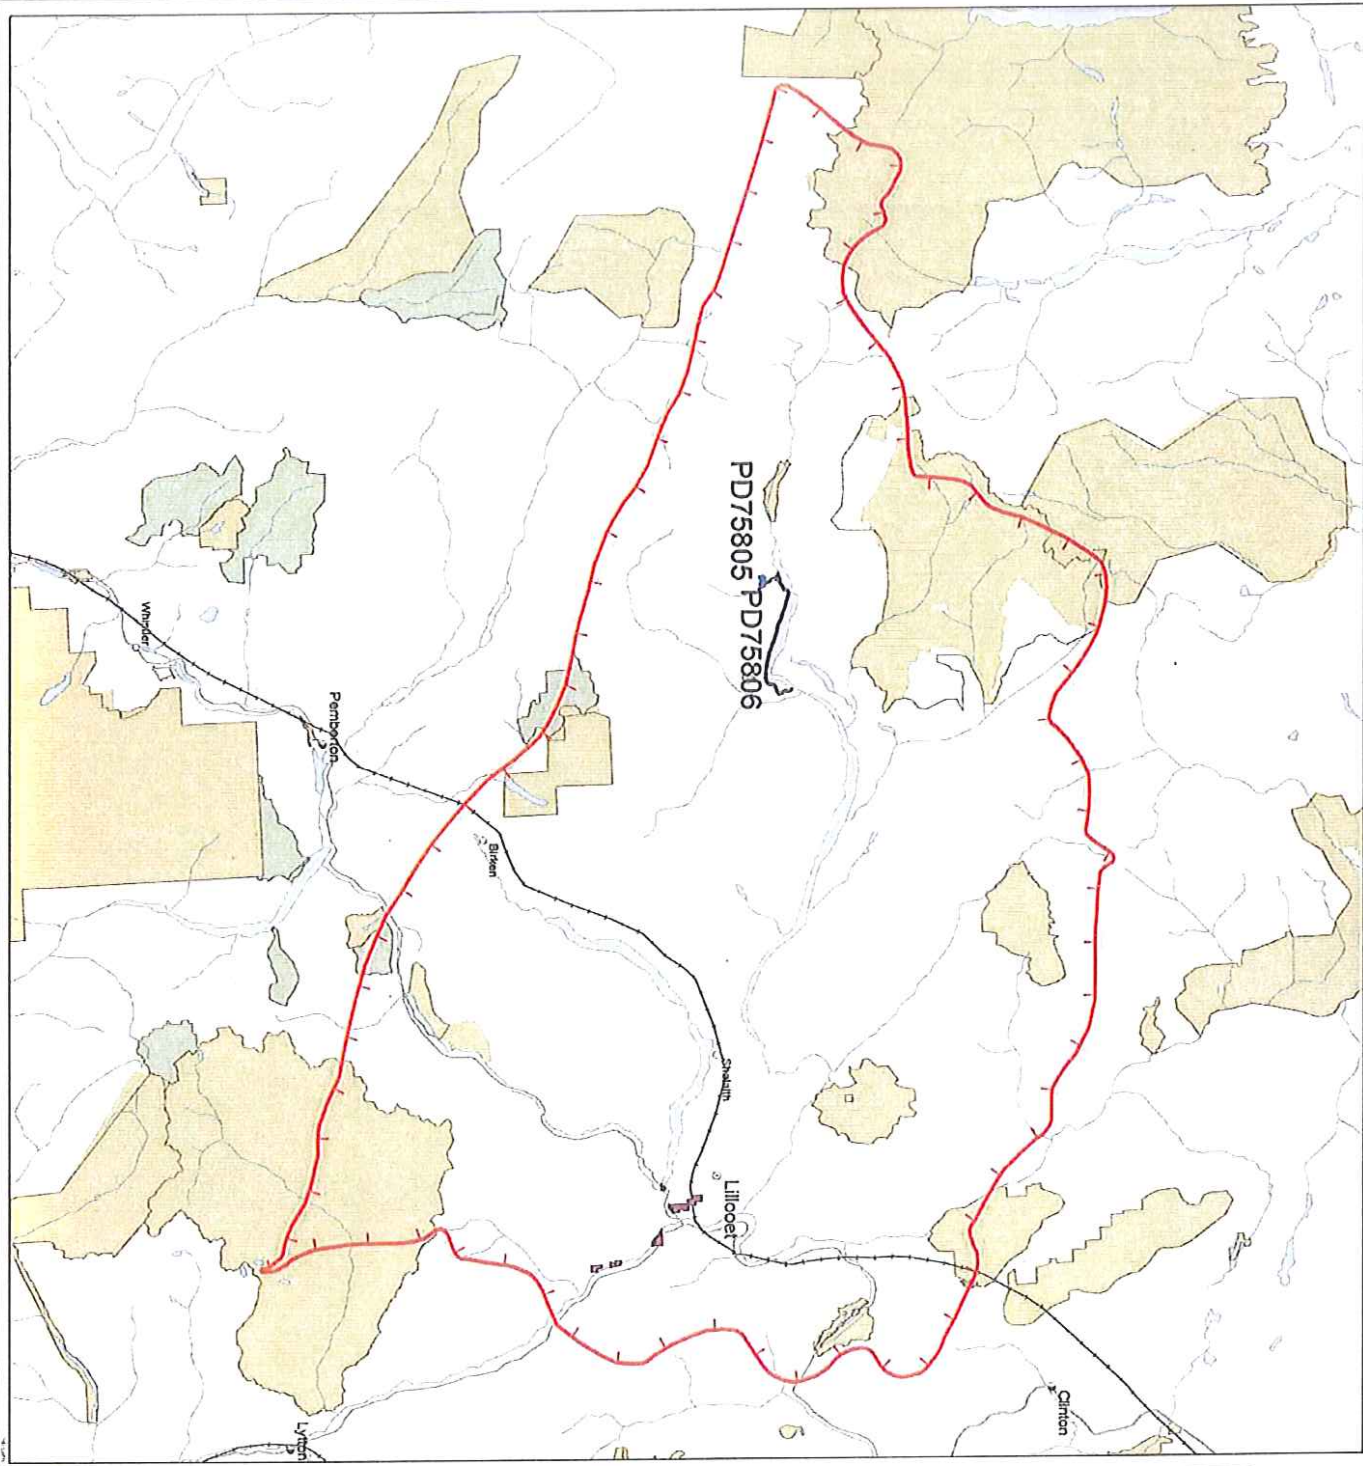 PD75805 PD75806
Whistler
Pemberton
Birken
Shalalth
Lillooet
Clinton
Lytton